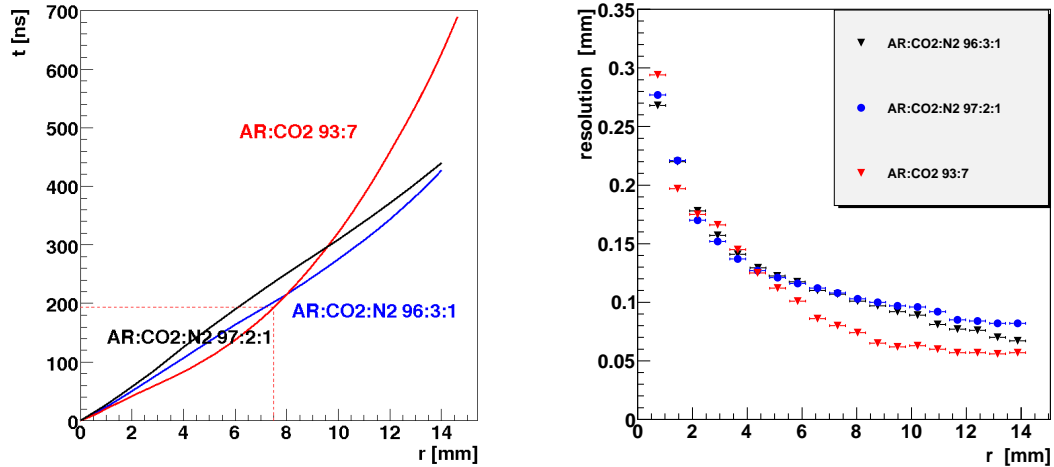 t [ns]
700
600
500
400
300
200
100
0
AR:CO2 93:7
AR:CO2:N2 96:3:1
AR:CO2:N2 97:2:1
0 2 4 6 8 10 12 14
r [mm]
resolution [mm]
0.35
0.3
0.25
0.2
0.15
0.1
0.05
0
AR:CO2:N2 96:3:1
AR:CO2:N2 97:2:1
AR:CO2 93:7
0 2 4 6 8 10 12 14
r [mm]